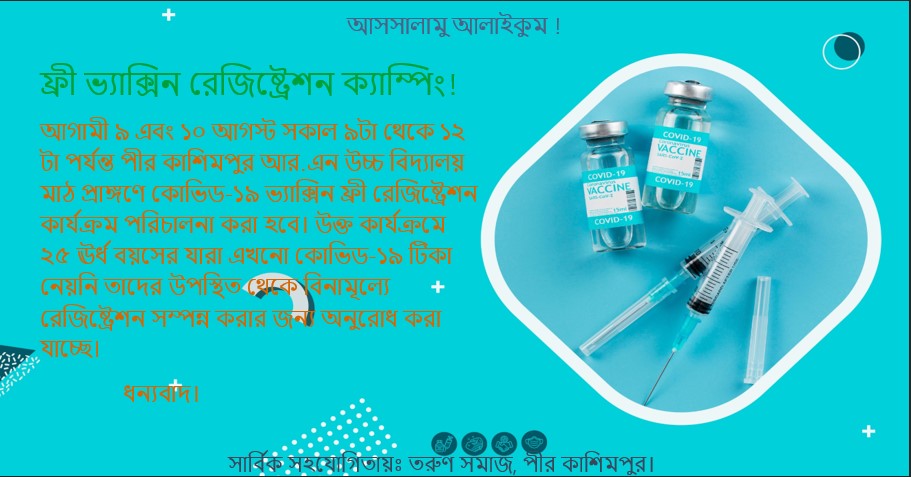 আসসালামু আলাইকুম !
ফ্রী ভ্যাক্সিন রেজিষ্ট্রেশন ক্যাম্পিং!
আগামী ৯ এবং ১০ আগস্ট সকাল ৯টা থেকে ১২
টা পর্যন্ত পীর কাশিমপুর আর.এন উচ্চ বিদ্যালয়
মাঠ প্রাঙ্গণে কোভিড-১৯ ভ্যাক্সিন ফ্রী রেজিষ্ট্রেশন
কার্যক্রম পরিচালনা করা হবে। উক্ত কার্যক্রমে
২৫ ঊর্ধ বয়সের যারা এখনো কোভিড-১৯ টিকা
নেয়নি তাদের উপস্থিত থেকে বিনামূল্যে
রেজিষ্ট্রেশন সম্পন্ন করার জন্য অনুরোধ করা
যাচ্ছে।
ধন্যবাদ।
COVID-19
VACCINE
COVID-19
COVID-19
VACCINE
COVID-19
সার্বিক সহযোগিতায়ঃ তরুণ সমাজ, পীর কাশিমপুর।